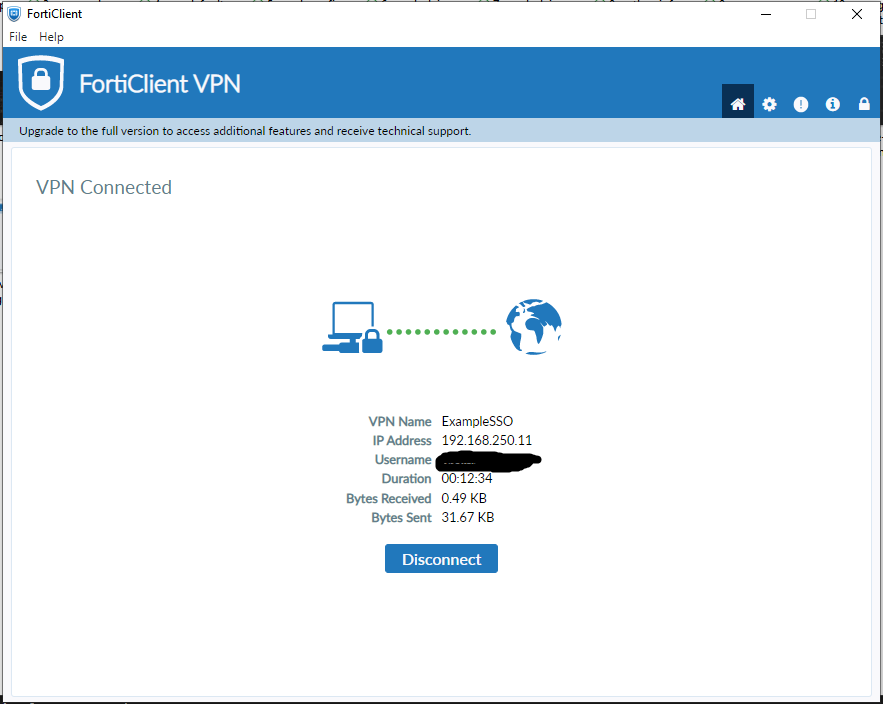 FortiClient
File Help
FortiClient VPN
Upgrade to the full version to access additional features and receive technical support.
VPN Connected
VPN Name ExampleSSO
IP Address 192.168.250.11
Username
Duration 00:12:34
Bytes Received 0.49 KB
Bytes Sent 31.67 KB
Disconnect